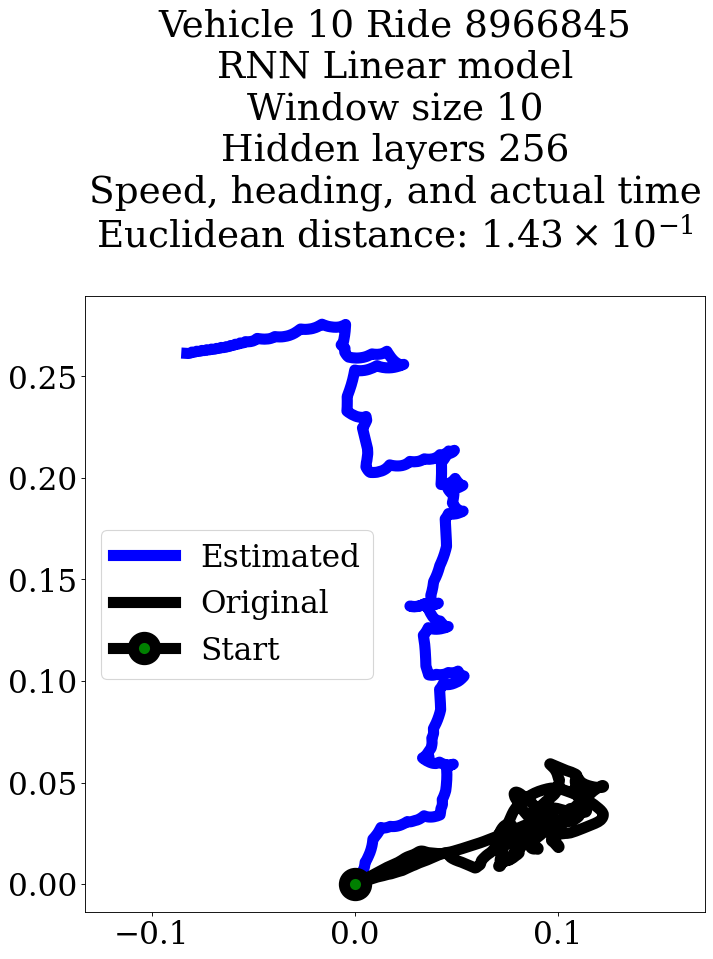 Vehicle 10 Ride 8966845
RNN Linear model
Window size 10
Hidden layers 256
Speed, heading, and actual time
Euclidean distance: 1.43 × 10⁻¹
0.25
0.20
0.15
0.10
0.05
0.00
Estimated
Original
Start
−0.1
0.0
0.1